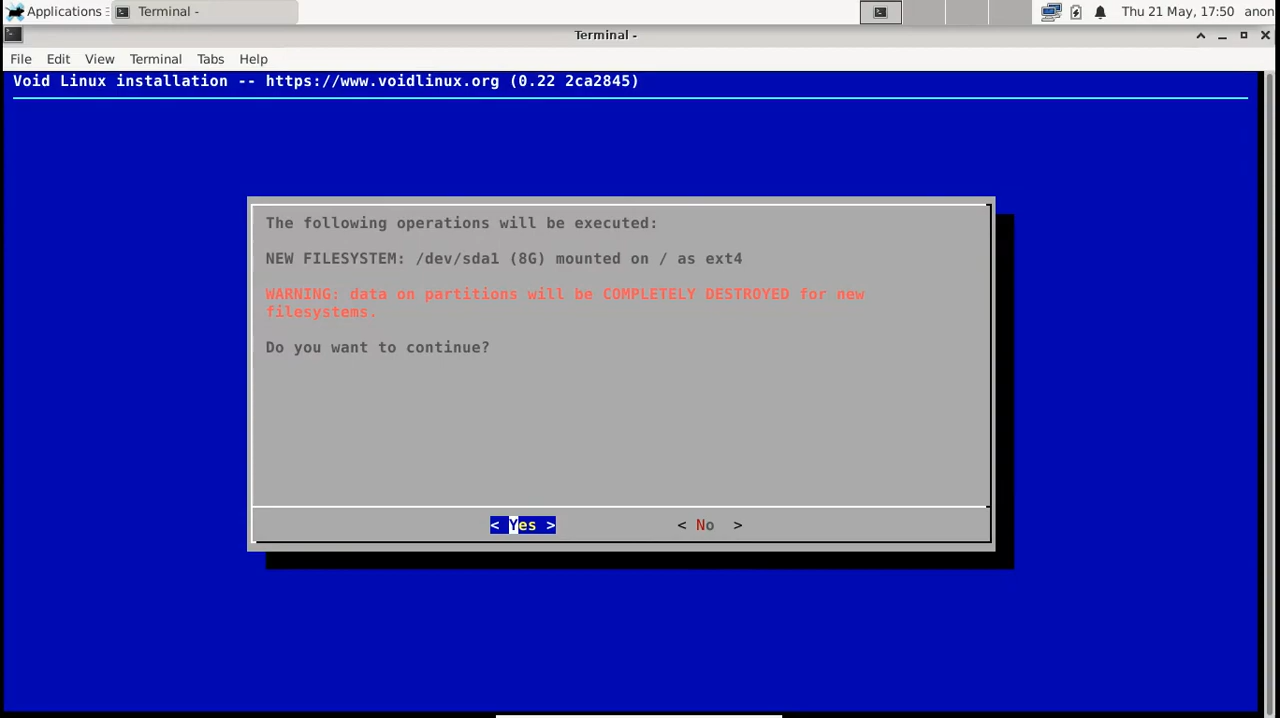 Applications Terminal - Thu 21 May, 17:50 anon
Terminal -
File Edit View Terminal Tabs Help
Void Linux installation -- https://www.voidlinux.org (0.22 2ca2845)
The following operations will be executed:
NEW FILESYSTEM: /dev/sda1 (8G) mounted on / as ext4
WARNING: data on partitions will be COMPLETELY DESTROYED for new
filesystems.
Do you want to continue?
< Yes > < No >